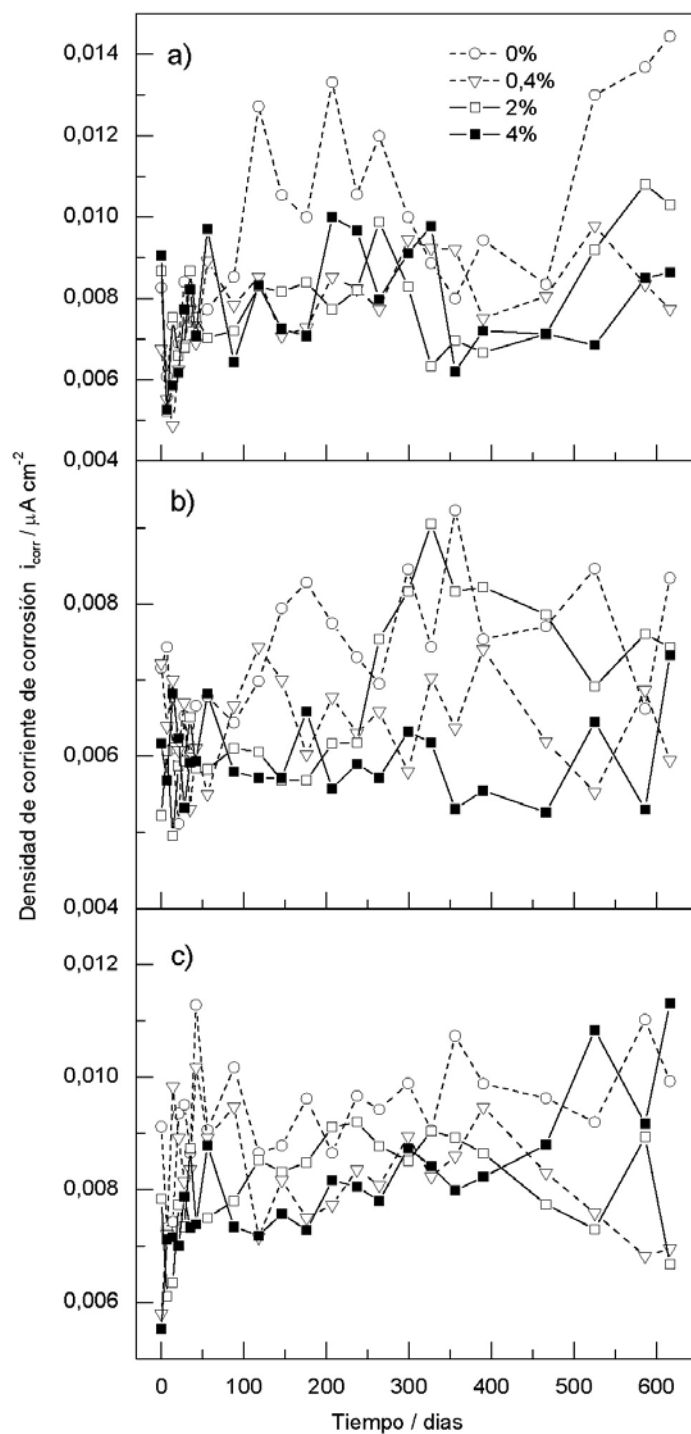 0,014
0,012
0,010
0,008
0,006
0,004
a)
0%
0,4%
2%
4%
0,008
0,006
0,004
b)
0,012
0,010
0,008
0,006
c)
Densidad de corriente de corrosión i_corr / μA cm⁻²
0 100 200 300 400 500 600
Tiempo / dias